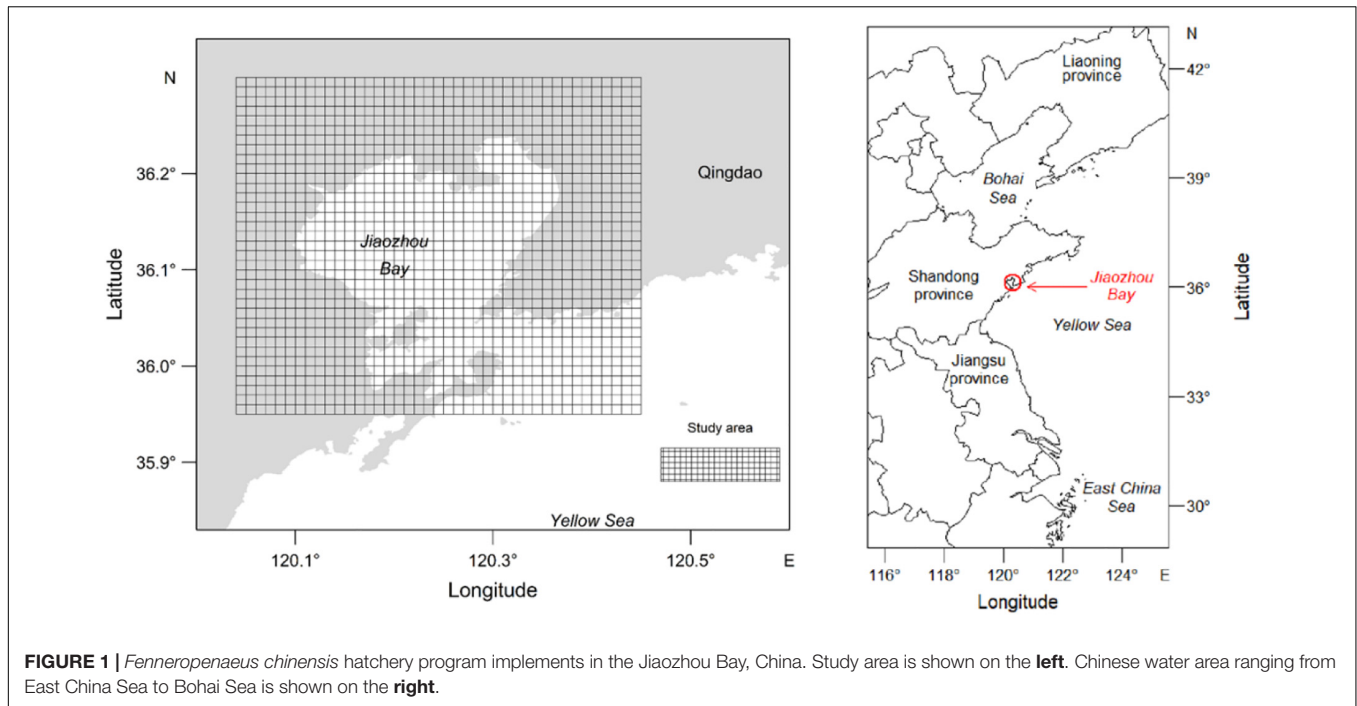 N
36.2°
36.1°
36.0°
35.9°
Latitude
Qingdao
Jiaozhou
Bay
Study area
Yellow Sea
120.1°
120.3°
120.5°
E
Longitude
N
Liaoning
province
42°
Bohai
Sea
39°
Shandong
province
Jiaozhou
Bay
36°
Latitude
Yellow Sea
Jiangsu
province
33°
East China
Sea
30°
116°
118°
120°
122°
124°
E
Longitude
FIGURE 1 | Fenneropenaeus chinensis hatchery program implements in the Jiaozhou Bay, China. Study area is shown on the left. Chinese water area ranging from
East China Sea to Bohai Sea is shown on the right.